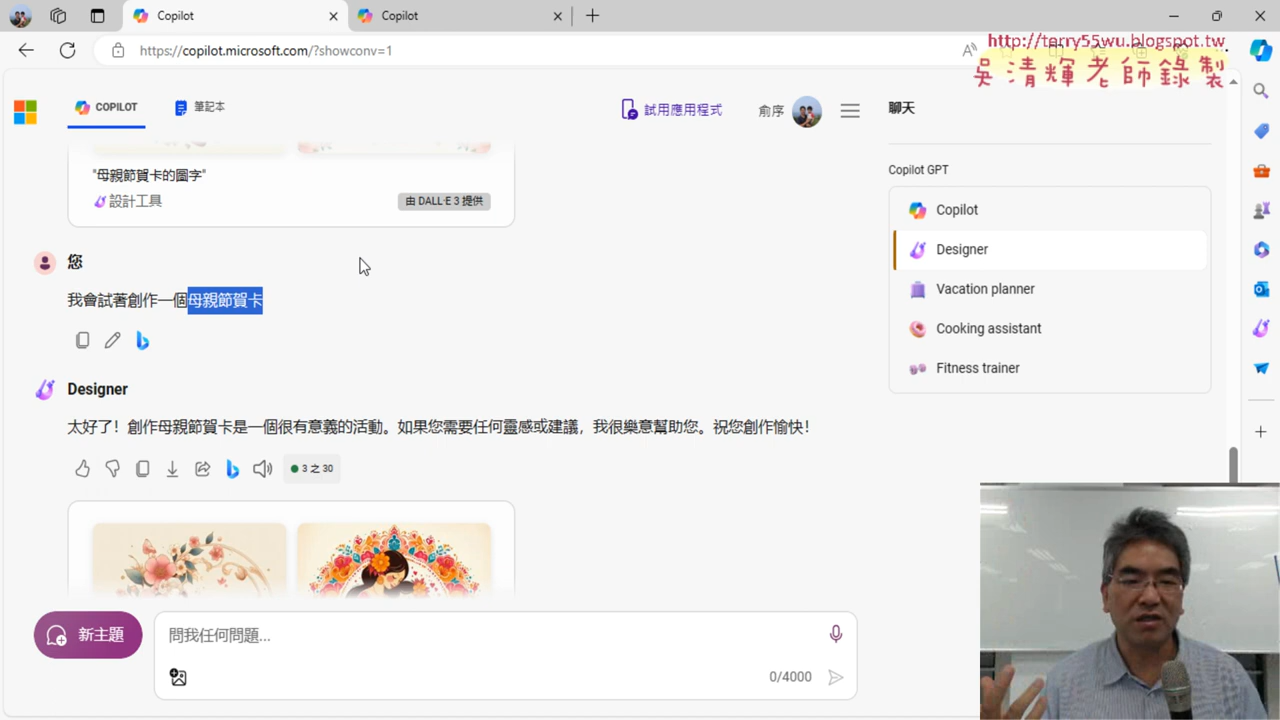 Copilot
Copilot
https://copilot.microsoft.com/?showconv=1
http://terry55wu.blogspot.tw
吳清輝老師錄製
COPILOT
筆記本
試用應用程式
俞序
聊天
"母親節賀卡的圖字"
設計工具
由 DALL·E 3 提供
Copilot GPT
Copilot
Designer
Vacation planner
Cooking assistant
Fitness trainer
您
我會試著創作一個母親節賀卡
Designer
太好了！創作母親節賀卡是一個很有意義的活動。如果您需要任何靈感或建議，我很樂意幫助您。祝您創作愉快！
3 之 30
新主題
問我任何問題...
0/4000